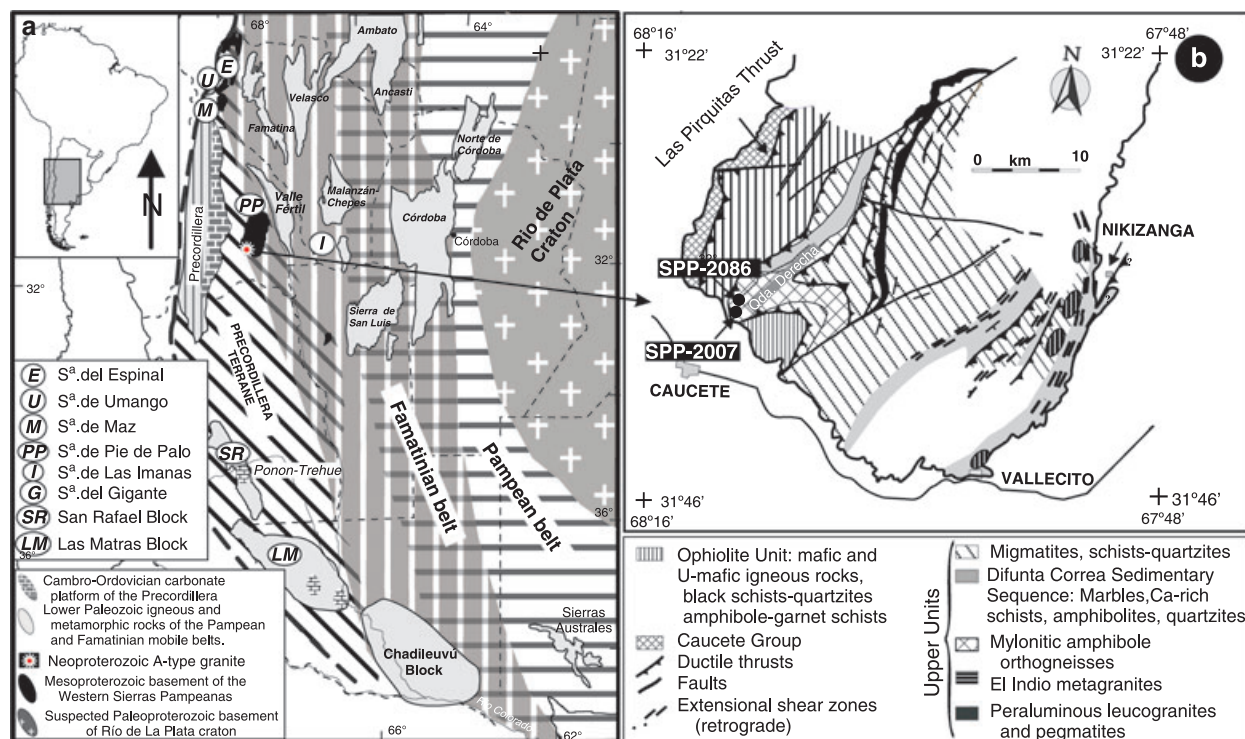 a
68°
64°
Ambato
E
U
M
Velasco
Ancasti
Famatina
Norte de
Córdoba
Malanzán-
Chepes
PP
Valle
Fértil
I
Córdoba
Córdoba
Río de Plata
Craton
N
Precordillera
32°
32°
Sierra de
San Luis
PRECORDILLERA
TERRANE
Famatinian belt
Pampean belt
SR
Ponon-Trehue
LM
36°
36°
Sierras
Australes
Chadileuvú
Block
Río Colorado
66°
62°
E Sª.del Espinal
U Sª.de Umango
M Sª.de Maz
PP Sª.de Pie de Palo
I Sª.de Las Imanas
G Sª.del Gigante
SR San Rafael Block
LM Las Matras Block
Cambro-Ordovician carbonate
platform of the Precordillera
Lower Paleozoic igneous and
metamorphic rocks of the Pampean
and Famatinian mobile belts.
Neoproterozoic A-type granite
Mesoproterozoic basement of the
Western Sierras Pampeanas
Suspected Paleoproterozoic basement
of Río de La Plata craton
b
68°16’
31°22’
67°48’
31°22’
N
Las Pirquitas Thrust
0 km 10
NIKIZANGA
SPP-2086
Qda. Derecha
SPP-2007
CAUCETE
VALLECITO
31°46’
68°16’
31°46’
67°48’
Ophiolite Unit: mafic and
U-mafic igneous rocks,
black schists-quartzites
amphibole-garnet schists
Caucete Group
Ductile thrusts
Faults
Extensional shear zones
(retrograde)
Upper Units
Migmatites, schists-quartzites
Difunta Correa Sedimentary
Sequence: Marbles,Ca-rich
schists, amphibolites, quartzites
Mylonitic amphibole
orthogneisses
El Indio metagranites
Peraluminous leucogranites
and pegmatites